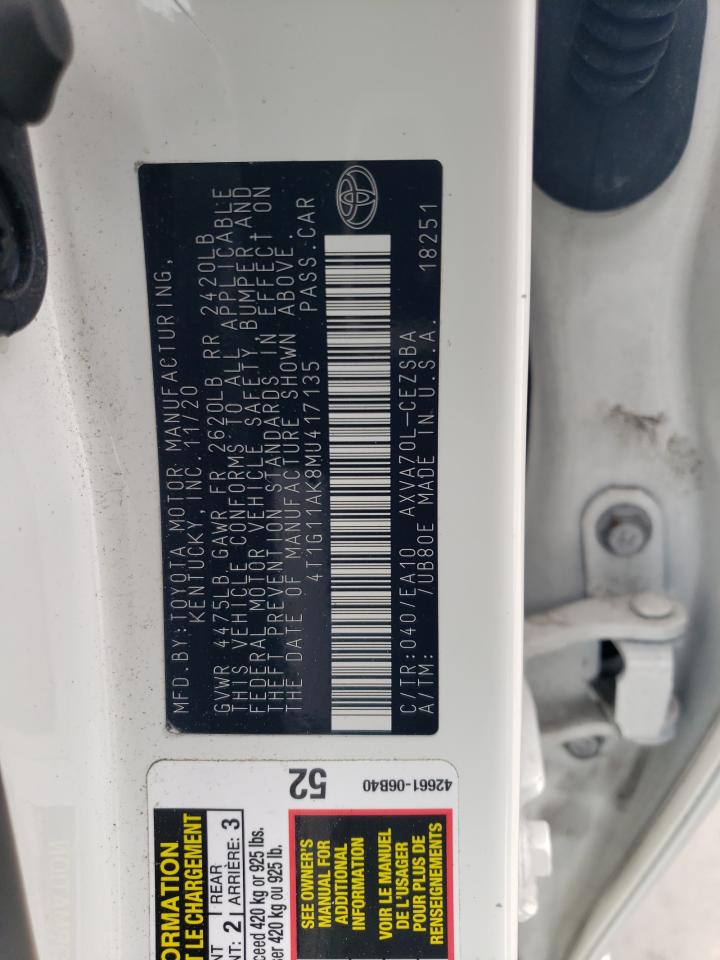 MFD. BY: TOYOTA MOTOR MANUFACTURING,
KENTUCKY, INC. 11/20
GVWR 4475LB GAWR FR 2620LB RR 2420LB
THIS VEHICLE CONFORMS TO ALL APPLICABLE
FEDERAL MOTOR VEHICLE SAFETY, BUMPER AND
THEFT PREVENTION STANDARDS IN EFFECT ON
THE DATE OF MANUFACTURE SHOWN ABOVE.
4T1G11AK8MU417135 PASS. CAR
C/TR: 040/EA10 AXVA70L-CEZSBA
A/TM: /UB80E MADE IN U.S.A. 18251
52
42661-06B40
LE CHARGEMENT
2 REAR
2 ARRIÈRE: 3
420 kg or 925 lbs.
420 kg ou 925 lb.
SEE OWNER'S
MANUAL FOR
ADDITIONAL
INFORMATION
VOIR LE MANUEL
DE L'USAGER
POUR PLUS DE
RENSEIGNEMENTS